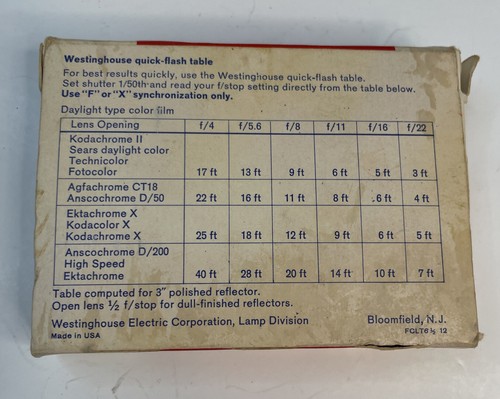 Westinghouse quick-flash table
For best results quickly, use the Westinghouse quick-flash table.
Set shutter 1/50th and read your f/stop setting directly from the table below.
Use "F" or "X" synchronization only.
Daylight type color film
Lens Opening f/4 f/5.6 f/8 f/11 f/16 f/22
Kodachrome II
Sears daylight color
Technicolor
Fotocolor 17 ft 13 ft 9 ft 6 ft 5 ft 3 ft
Agfachrome CT18
Anscochrome D/50 22 ft 16 ft 11 ft 8 ft .6 ft 4 ft
Ektachrome X
Kodacolor X
Kodachrome X 25 ft 18 ft 12 ft 9 ft 6 ft 5 ft
Anscochrome D/200
High Speed
Ektachrome 40 ft 28 ft 20 ft 14 ft 10 ft 7 ft
Table computed for 3" polished reflector.
Open lens ½ f/stop for dull-finished reflectors.
Westinghouse Electric Corporation, Lamp Division Bloomfield, N.J.
Made in USA 12